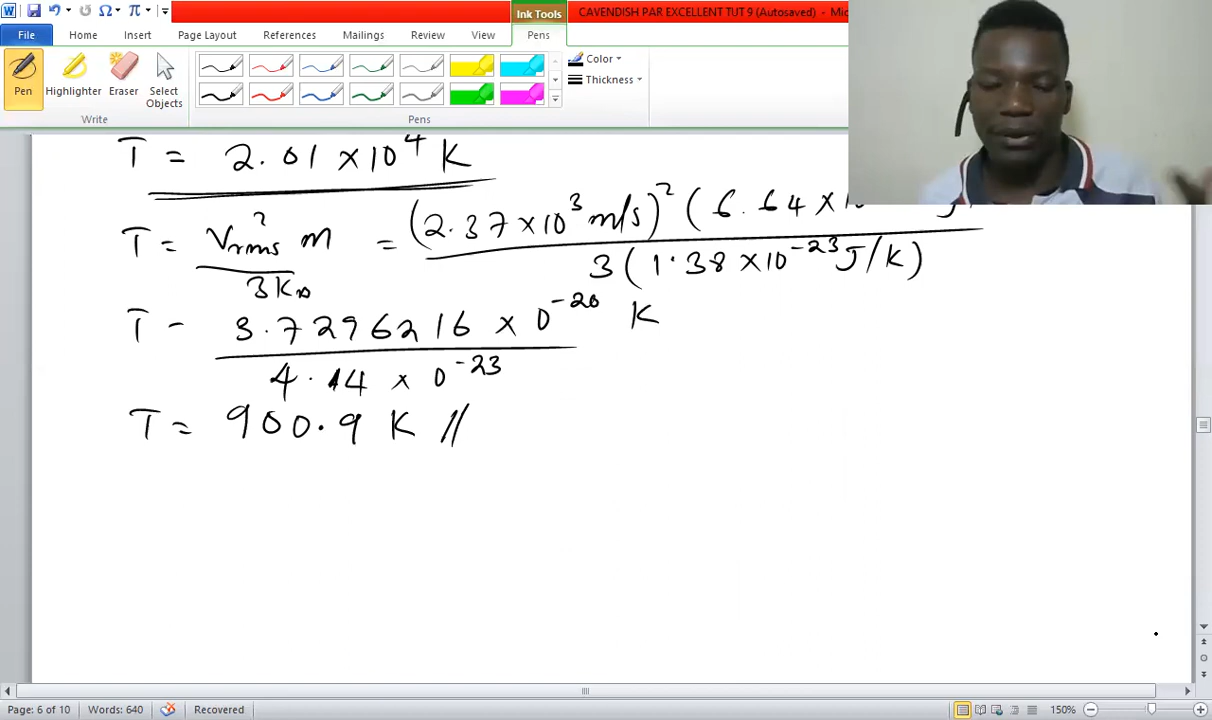 Ink Tools
CAVENDISH PAR EXCELLENT TUT 9 (Autosaved) - Mi
File Home Insert Page Layout References Mailings Review View Pens
Pen Highlighter Eraser Select Objects
Color
Thickness
Write
Pens
T = 2.01 × 10⁴ K
T = Vrms² m / 3K = (2.37 × 10³ m/s)² (6.64 × 1 / 3 (1.38 × 10⁻²³ J/K)
T - 3.7296216 × 0⁻²⁰ K / 4.14 × 0⁻²³
T = 900.9 K //
Page: 6 of 10 Words: 640 Recovered 150%